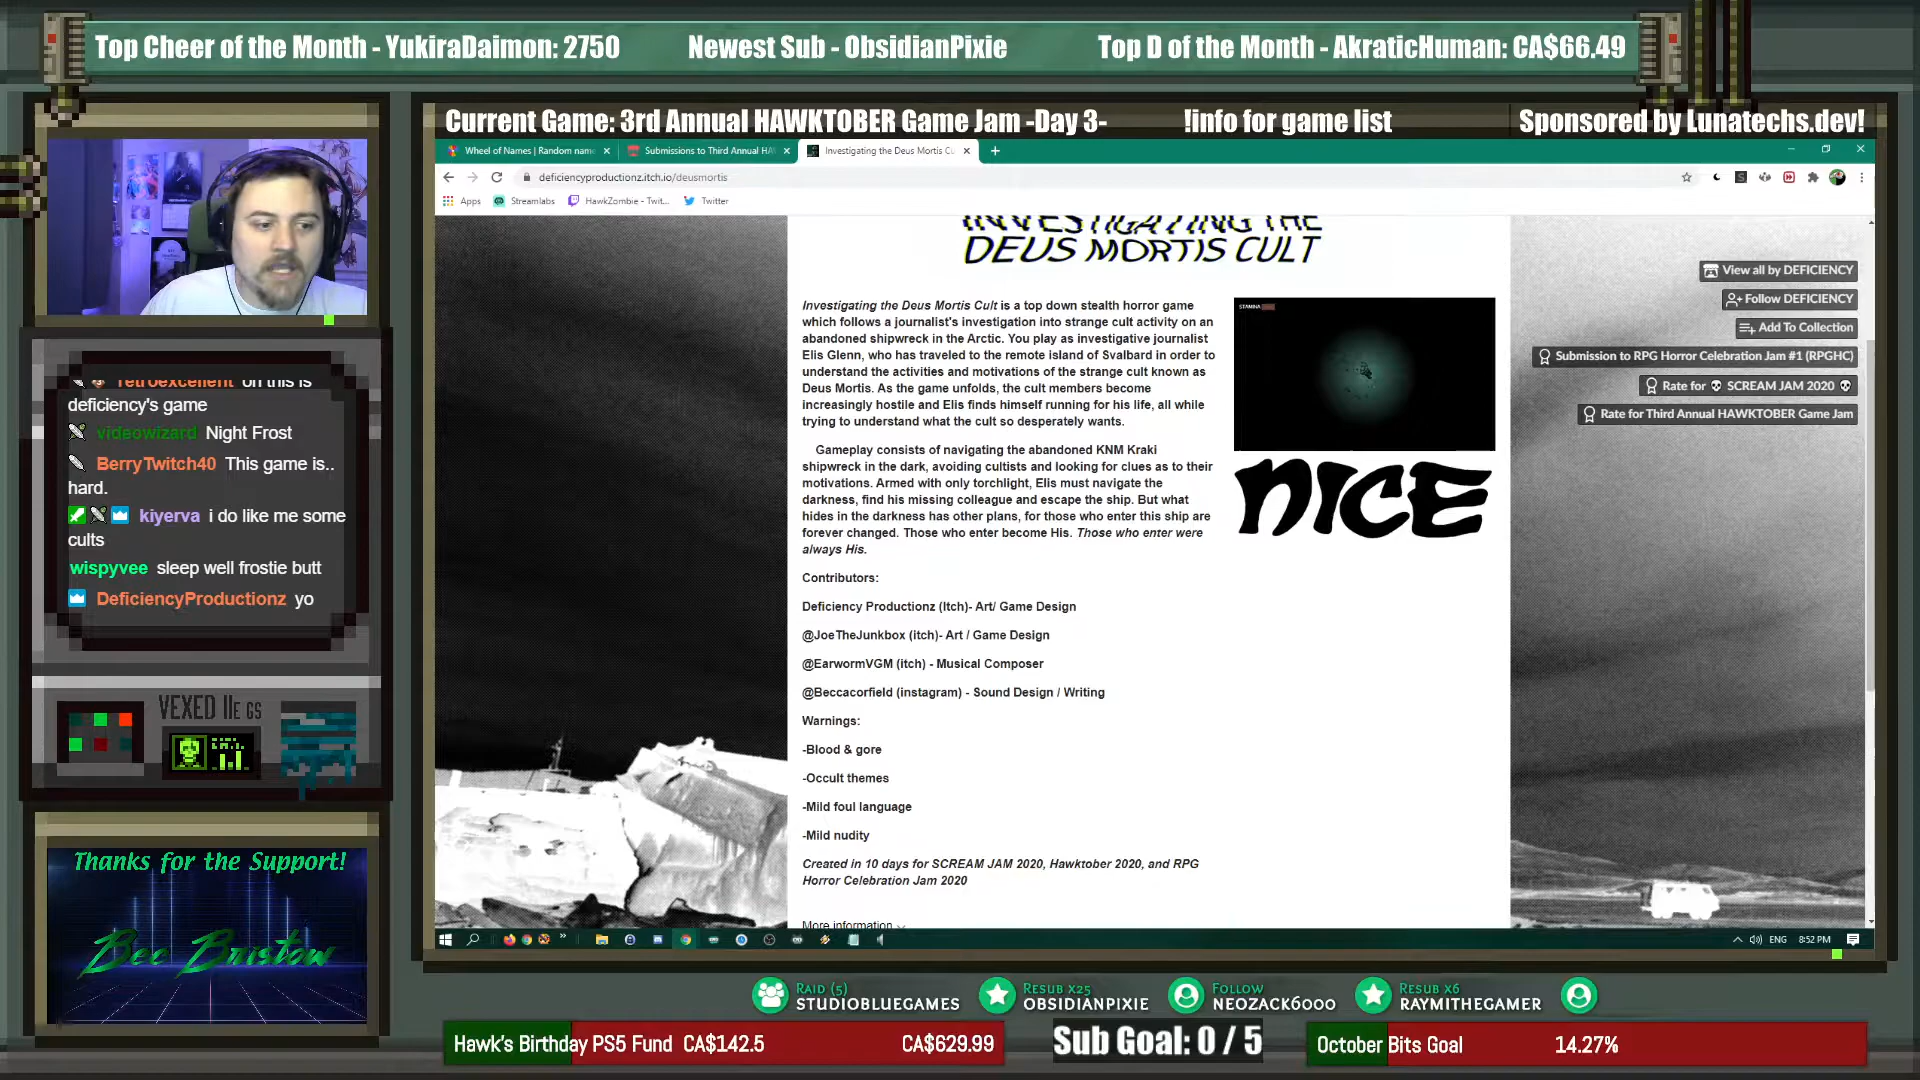 Top Cheer of the Month - YukiraDaimon: 2750
Newest Sub - ObsidianPixie
Top D of the Month - AkraticHuman: CA$66.49
Current Game: 3rd Annual HAWKTOBER Game Jam -Day 3-
!info for game list
Sponsored by Lunatechs.dev!
Wheel of Names | Random name
Submissions to Third Annual HA
Investigating the Deus Mortis Cu
deficiencyproductionz.itch.io/deusmortis
Apps
Streamlabs
HawkZombie - Twit...
Twitter
INVESTIGATING THE
DEUS MORTIS CULT
Investigating the Deus Mortis Cult is a top down stealth horror game
which follows a journalist's investigation into strange cult activity on an
abandoned shipwreck in the Arctic. You play as investigative journalist
Elis Glenn, who has traveled to the remote island of Svalbard in order to
understand the activities and motivations of the strange cult known as
Deus Mortis. As the game unfolds, the cult members become
increasingly hostile and Elis finds himself running for his life, all while
trying to understand what the cult so desperately wants.
Gameplay consists of navigating the abandoned KNM Kraki
shipwreck in the dark, avoiding cultists and looking for clues as to their
motivations. Armed with only torchlight, Elis must navigate the
darkness, find his missing colleague and escape the ship. But what
hides in the darkness has other plans, for those who enter this ship are
forever changed. Those who enter become His. Those who enter were
always His.
Contributors:
Deficiency Productionz (Itch)- Art/ Game Design
@JoeTheJunkbox (itch)- Art / Game Design
@EarwormVGM (itch) - Musical Composer
@Beccacorfield (instagram) - Sound Design / Writing
Warnings:
-Blood & gore
-Occult themes
-Mild foul language
-Mild nudity
Created in 10 days for SCREAM JAM 2020, Hawktober 2020, and RPG
Horror Celebration Jam 2020
More information
STAMINA
NICE
View all by DEFICIENCY
Follow DEFICIENCY
Add To Collection
Submission to RPG Horror Celebration Jam #1 (RPGHC)
Rate for 💀 SCREAM JAM 2020 💀
Rate for Third Annual HAWKTOBER Game Jam
retroexcellent oh this is
deficiency's game
videowizard Night Frost
BerryTwitch40 This game is..
hard.
kiyerva i do like me some
cults
wispyvee sleep well frostie butt
DeficiencyProductionz yo
VEXED IIE GS
Thanks for the Support!
Bee Bristow
ENG
8:52 PM
RAID (5)
STUDIOBLUEGAMES
RESUB X25
OBSIDIANPIXIE
FOLLOW
NEOZACK6000
RESUB X6
RAYMITHEGAMER
Hawk's Birthday PS5 Fund CA$142.5
CA$629.99
Sub Goal: 0 / 5
October Bits Goal
14.27%